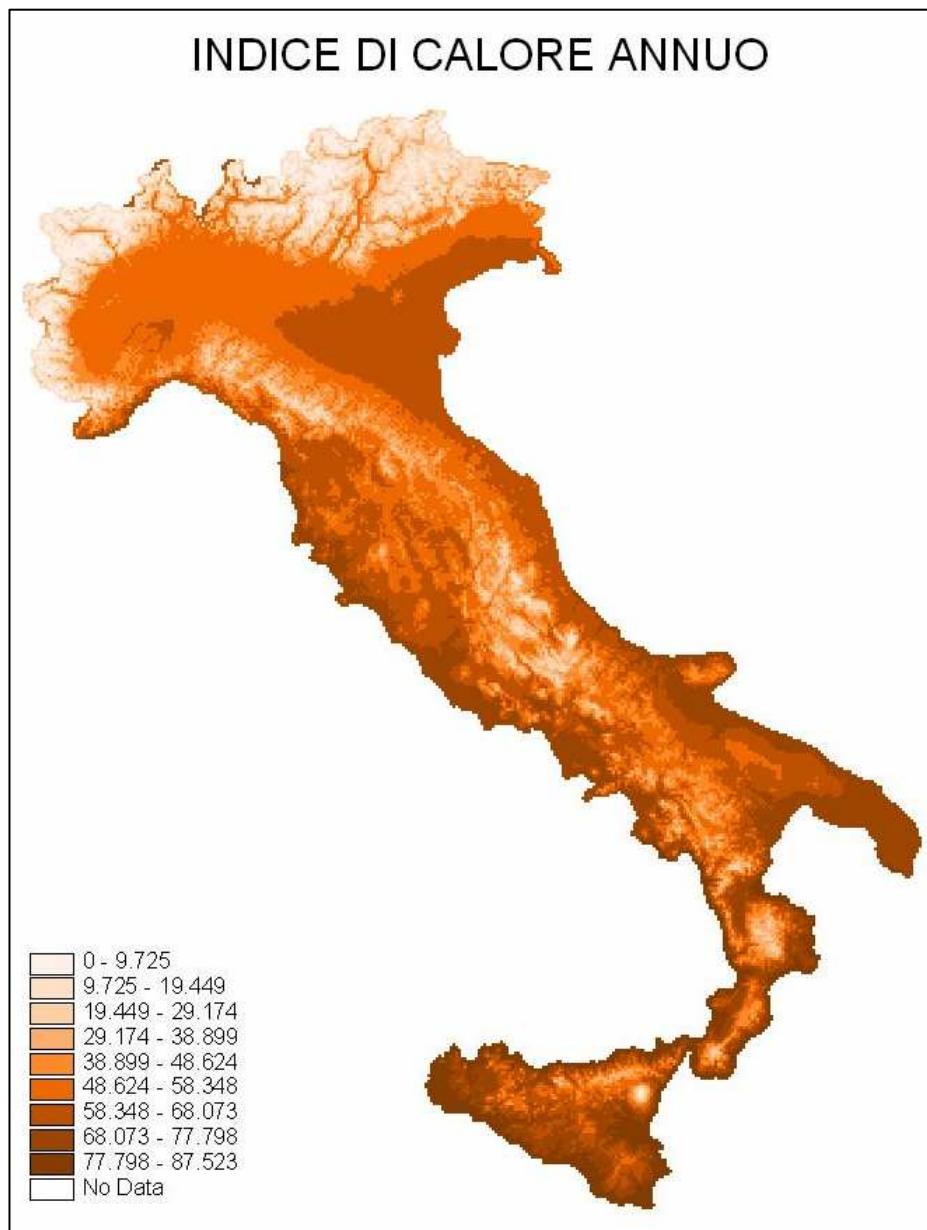 INDICE DI CALORE ANNUO
0 - 9.725
9.725 - 19.449
19.449 - 29.174
29.174 - 38.899
38.899 - 48.624
48.624 - 58.348
58.348 - 68.073
68.073 - 77.798
77.798 - 87.523
No Data